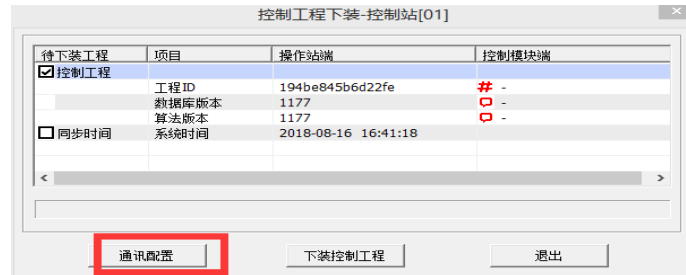 控制工程下装-控制站[01]
待下装工程 项目 操作站端 控制模块端
控制工程
工程ID 194be845b6d22fe # -
数据库版本 1177 -
算法版本 1177 -
同步时间 系统时间 2018-08-16 16:41:18
通讯配置 下装控制工程 退出